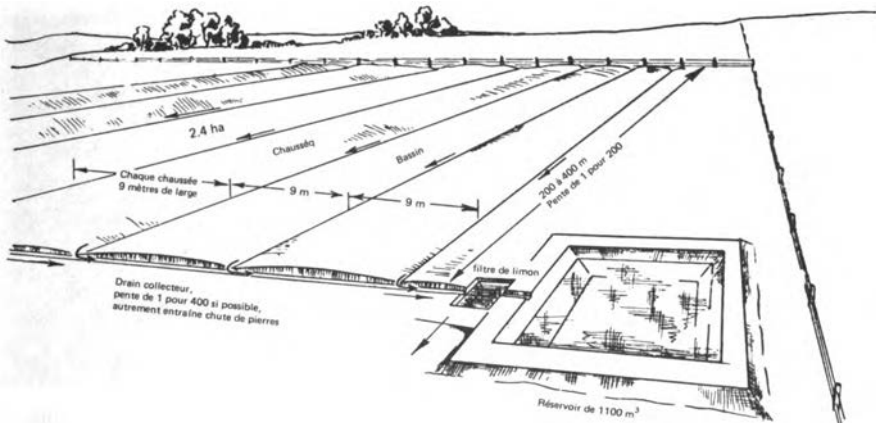 2.4 ha
Chausséq
Bassin
Chaque chaussée
9 mètres de large
9 m
9 m
200 à 400 m
Pente de 1 pour 200
filtre de limon
Drain collecteur,
pente de 1 pour 400 si possible,
autrement entraîne chute de pierres
Réservoir de 1100 m³